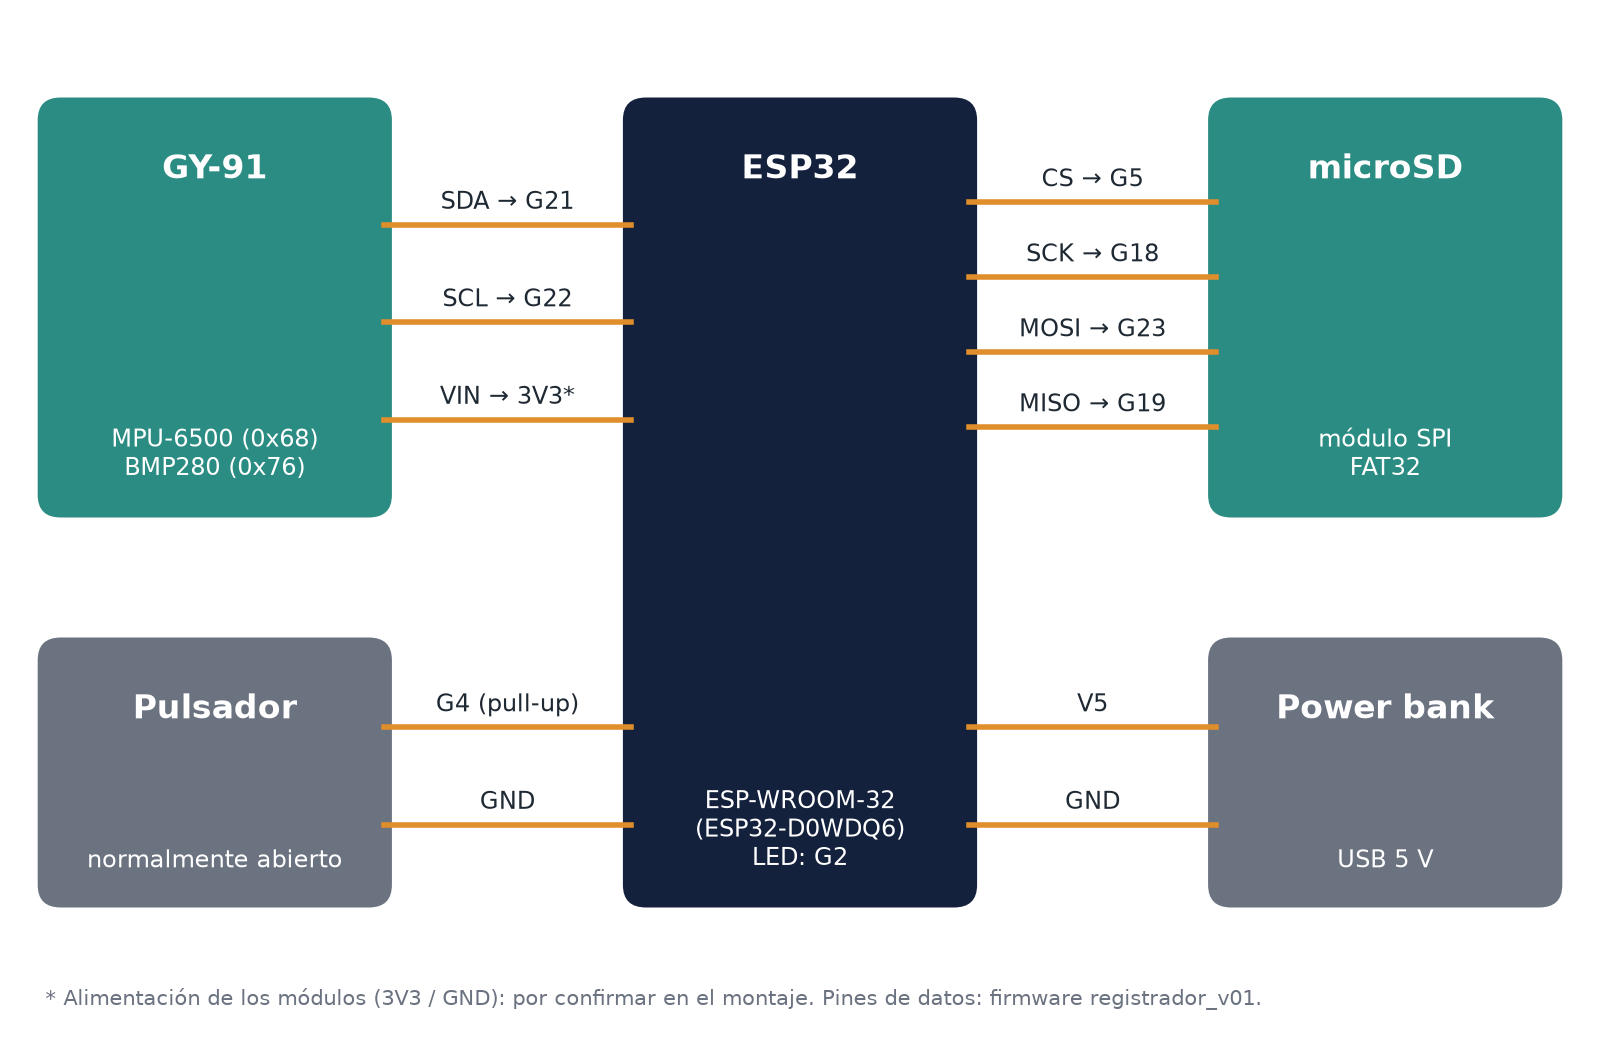 GY-91
SDA → G21
SCL → G22
VIN → 3V3*
MPU-6500 (0x68)
BMP280 (0x76)
ESP32
CS → G5
SCK → G18
MOSI → G23
MISO → G19
microSD
módulo SPI
FAT32
Pulsador
G4 (pull-up)
GND
normalmente abierto
ESP-WROOM-32
(ESP32-D0WDQ6)
LED: G2
V5
GND
Power bank
USB 5 V
* Alimentación de los módulos (3V3 / GND): por confirmar en el montaje. Pines de datos: firmware registrador_v01.